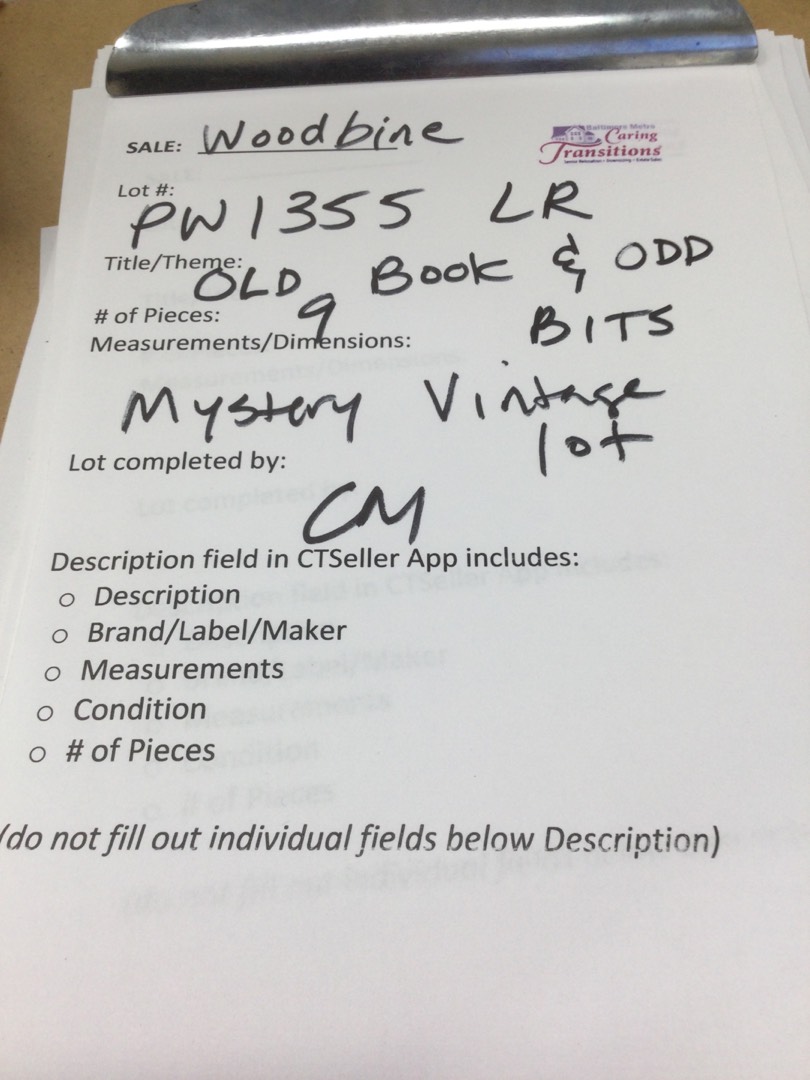 SALE: Woodbine
Baltimore Metro
Caring
Transitions
Lot #:
PW1355 LR
Title/Theme: OLD Book & ODD
BITS
# of Pieces: 9
Measurements/Dimensions:
Mystery Vintage
lot
Lot completed by:
CM
Description field in CTSeller App includes:
o Description
o Brand/Label/Maker
o Measurements
o Condition
o # of Pieces
(do not fill out individual fields below Description)